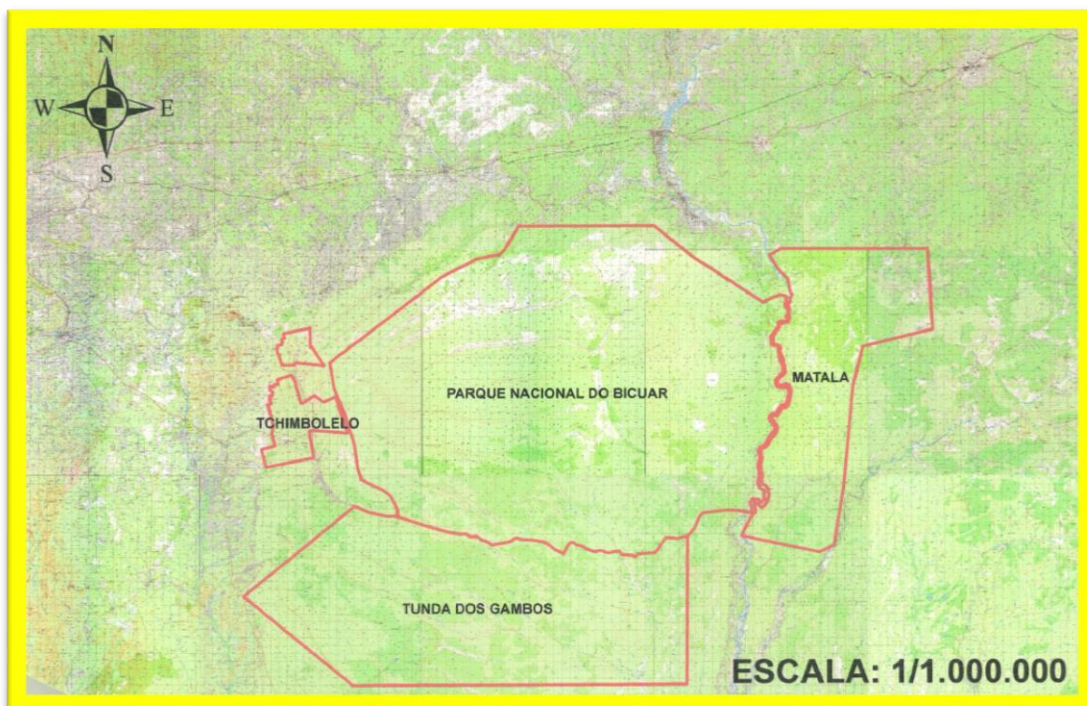 N
W E
S
PARQUE NACIONAL DO BICUAR
MATALA
TCHIMBOLELO
TUNDA DOS GAMBOS
ESCALA: 1/1.000.000